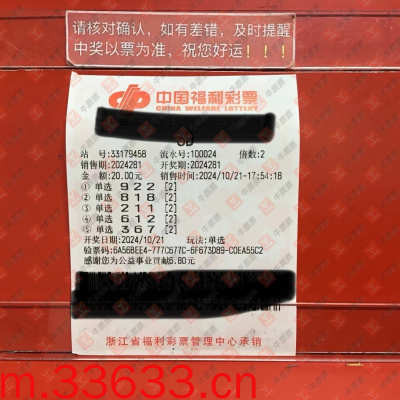 请核对确认，如有差错，及时提醒
中奖以票为准，祝您好运！！！
中国福利彩票
CHINA WELFARE LOTTERY
3D
站 号:33179458 流水号:100024 倍数:2
销售期:2024281 开奖期:2024281
金 额:20.00元 销售时间:2024/10/21-17:54:18
① 单选 9 2 2 [2]
② 单选 8 1 8 [2]
③ 单选 2 1 1 [2]
④ 单选 6 1 2 [2]
⑤ 单选 3 6 7 [2]
开奖日期:2024/10/21 玩法:单选
验票码:6A56BEE4-777C677C-6F673D89-C0EA55C2
感谢您为公益事业贡献6.80元
浙江省福利彩票管理中心承销
m.33633.cn